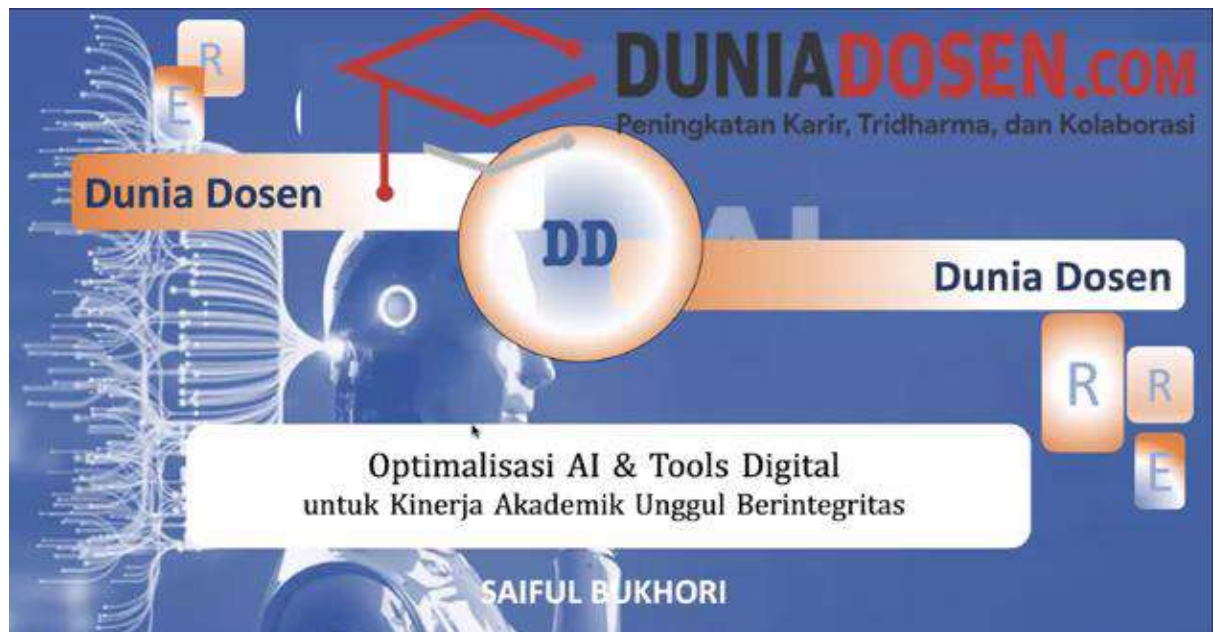 R
E
DUNIADOSEN.COM
Peningkatan Karir, Tridharma, dan Kolaborasi
Dunia Dosen
DD
AI
Dunia Dosen
R
R
E
Optimalisasi AI & Tools Digital
untuk Kinerja Akademik Unggul Berintegritas
SAIFUL BUKHORI